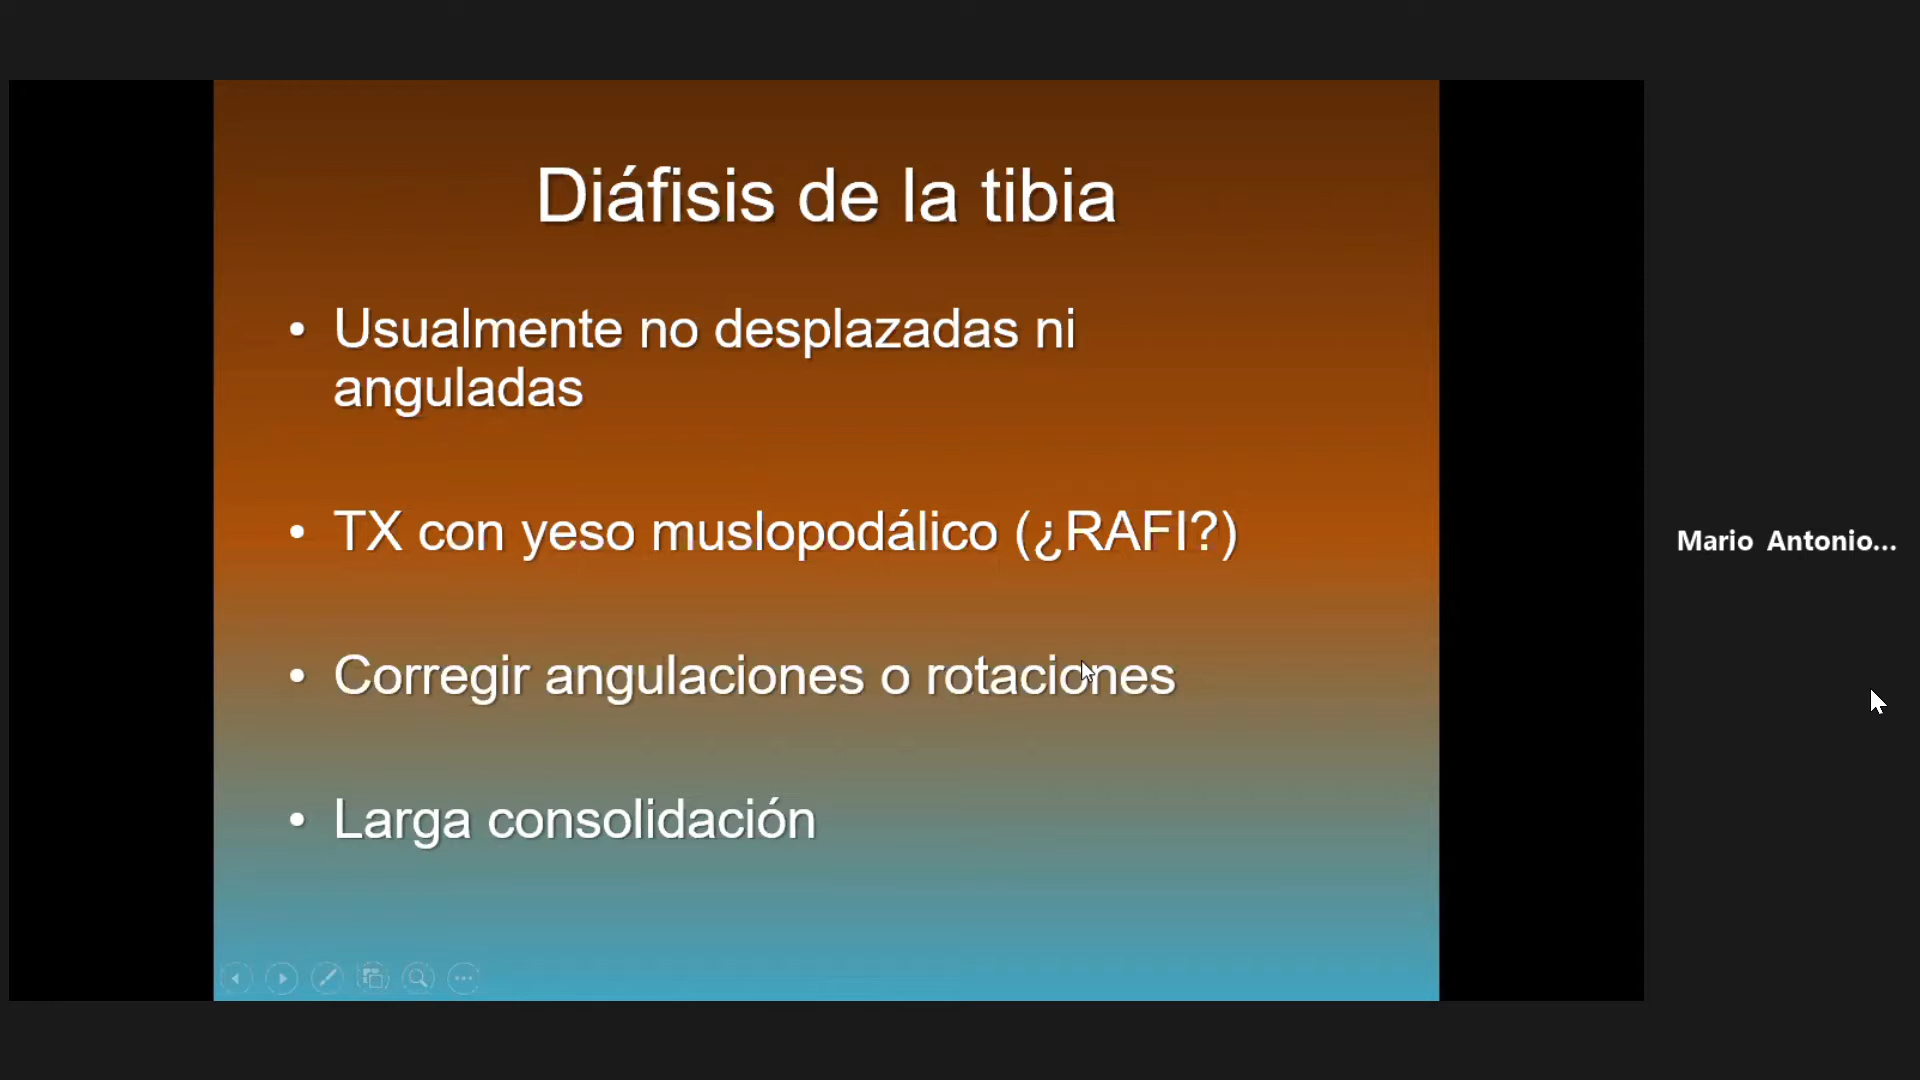 Diáfisis de la tibia
• Usualmente no desplazadas ni
anguladas
• TX con yeso muslopodálico (¿RAFI?)
• Corregir angulaciones o rotaciones
• Larga consolidación
Mario Antonio...